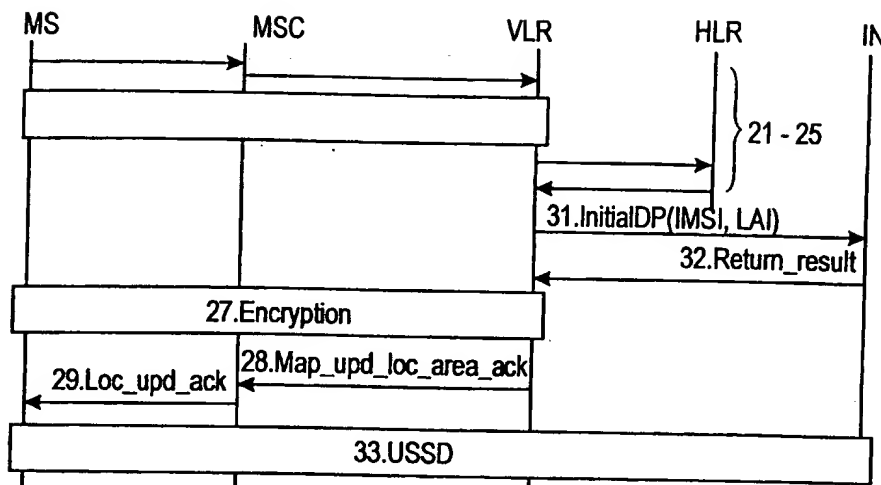 MS MSC VLR HLR IN
21 - 25
31.InitialDP(IMSI, LAI)
32.Return_result
27.Encryption
28.Map_upd_loc_area_ack
29.Loc_upd_ack
33.USSD